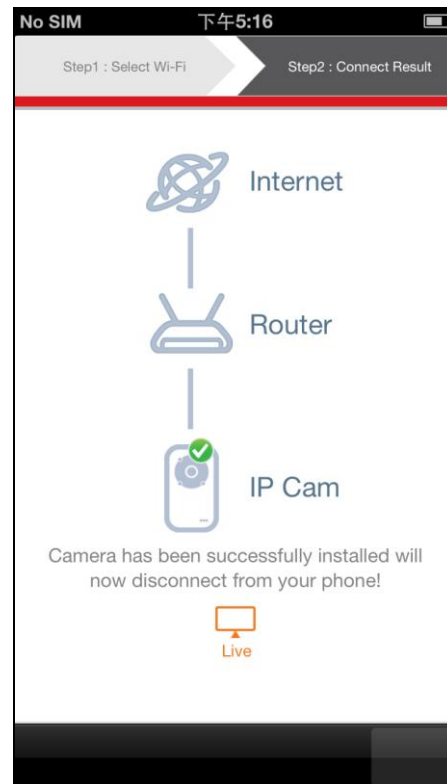 No SIM 下午5:16
Step1 : Select Wi-Fi Step2 : Connect Result
Internet
Router
IP Cam
Camera has been successfully installed will
now disconnect from your phone!
Live